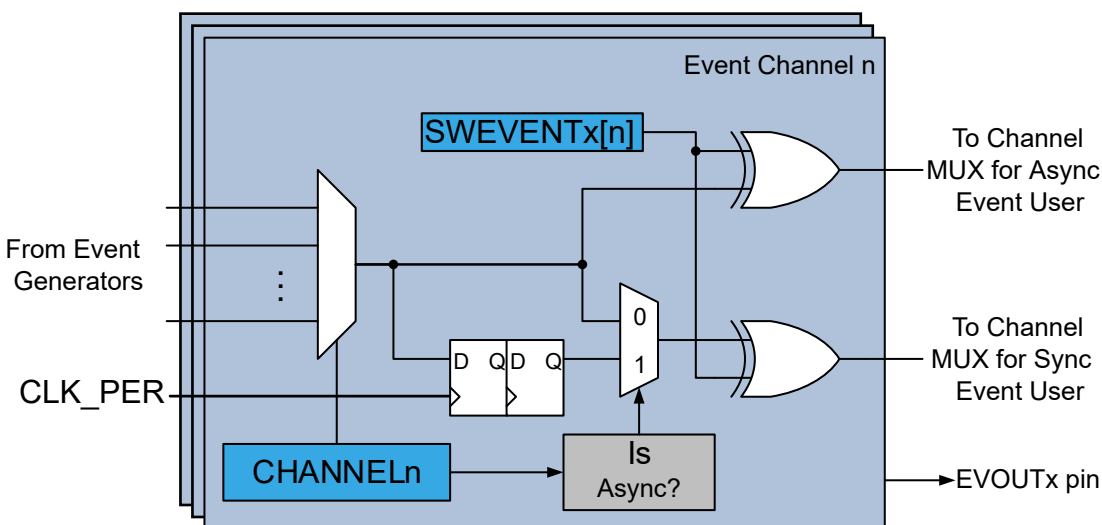 Event Channel n
SWEVENTx[n]
To Channel
MUX for Async
Event User
From Event
Generators
0
1
To Channel
MUX for Sync
Event User
D Q D Q
CLK_PER
CHANNELn
Is
Async?
EVOUTx pin